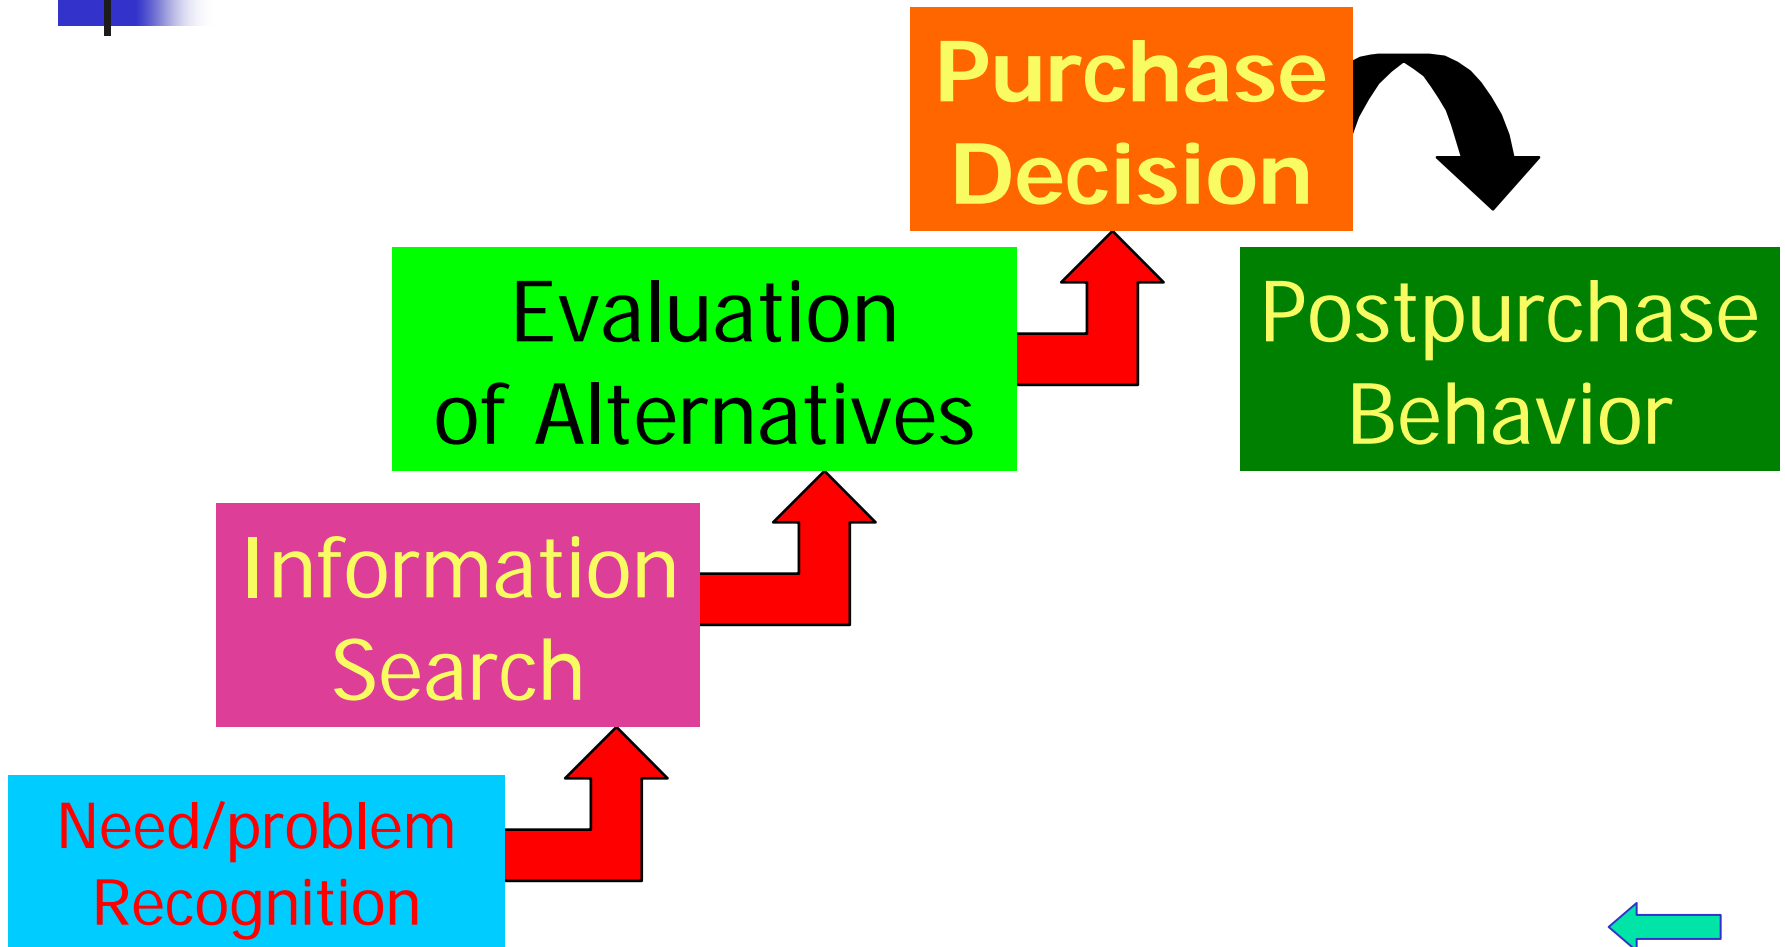 Purchase
Decision
Evaluation
of Alternatives
Postpurchase
Behavior
Information
Search
Need/problem
Recognition